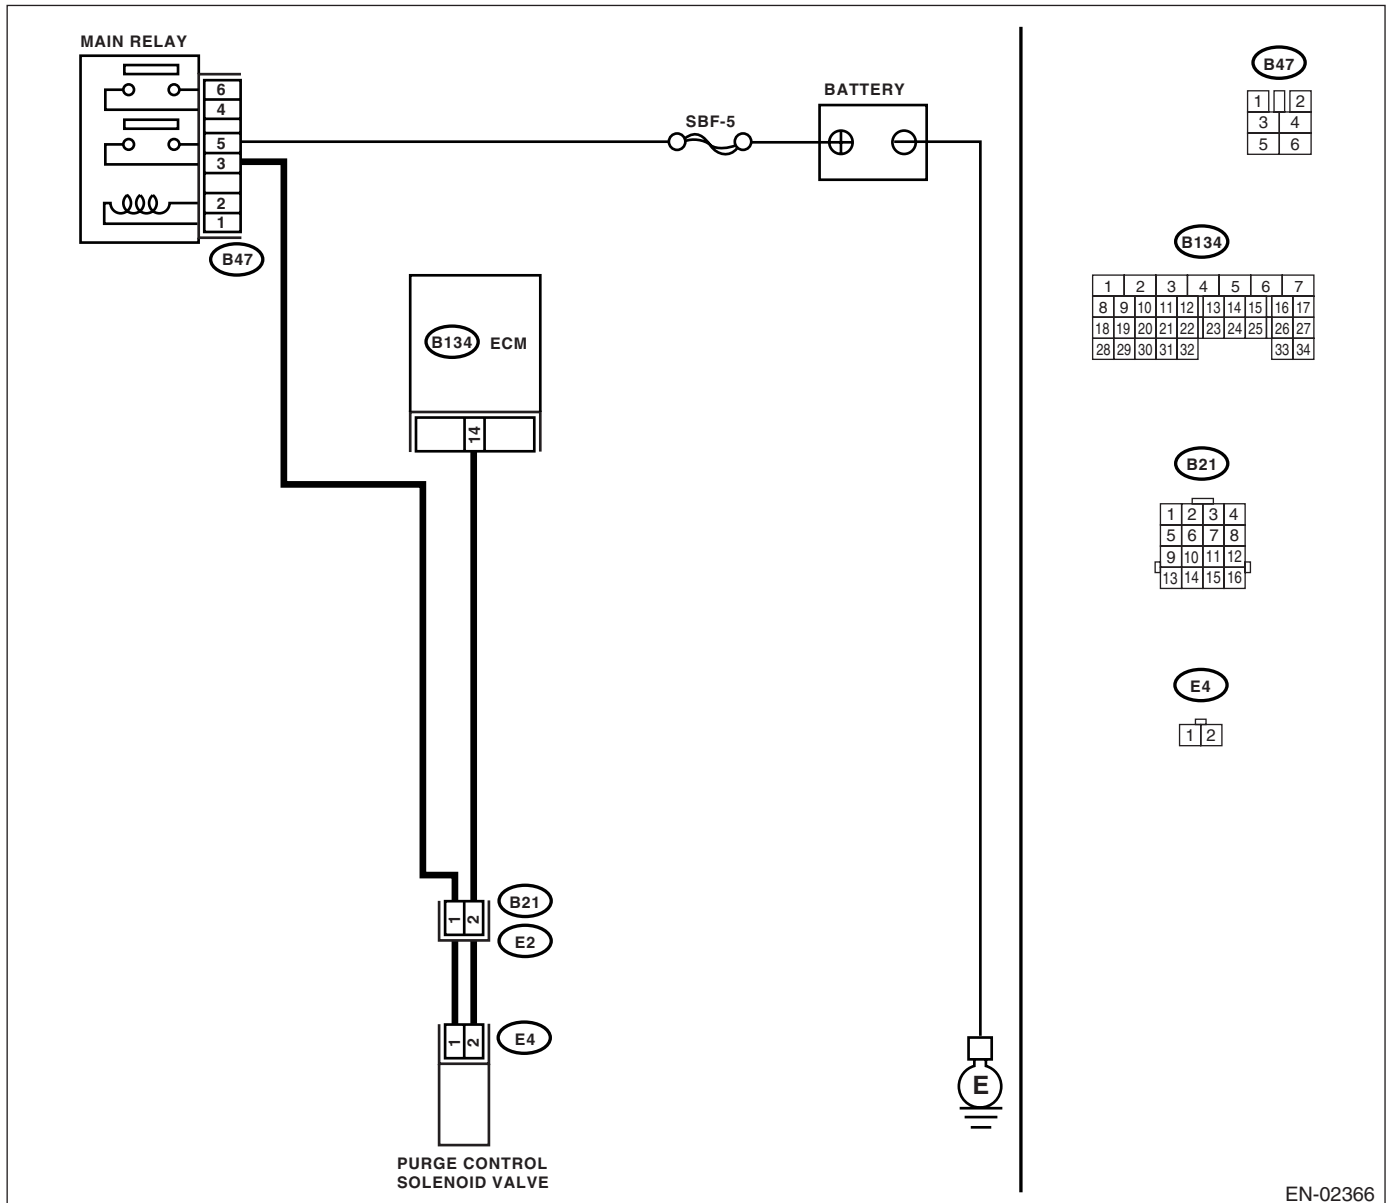 MAIN RELAY
6
4
5
3
2
1
B47
SBF-5
BATTERY
B134 ECM
14
1 2
B21
E2
1 2
E4
PURGE CONTROL
SOLENOID VALVE
E
B47
1 2
3 4
5 6
B134
1 2 3 4 5 6 7
8 9 10 11 12 13 14 15 16 17
18 19 20 21 22 23 24 25 26 27
28 29 30 31 32 33 34
B21
1 2 3 4
5 6 7 8
9 10 11 12
13 14 15 16
E4
1 2
EN-02366